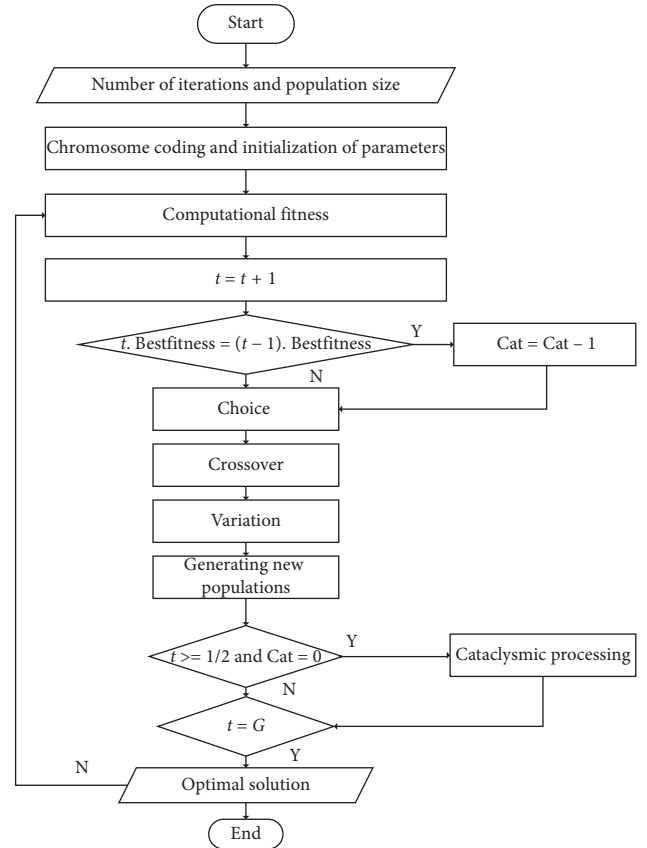 Start
Number of iterations and population size
Chromosome coding and initialization of parameters
Computational fitness
t = t + 1
t. Bestfitness = (t – 1). Bestfitness
Y
Cat = Cat – 1
N
Choice
Crossover
Variation
Generating new
populations
t >= 1/2 and Cat = 0
Y
Cataclysmic processing
N
t = G
Y
N
Optimal solution
End